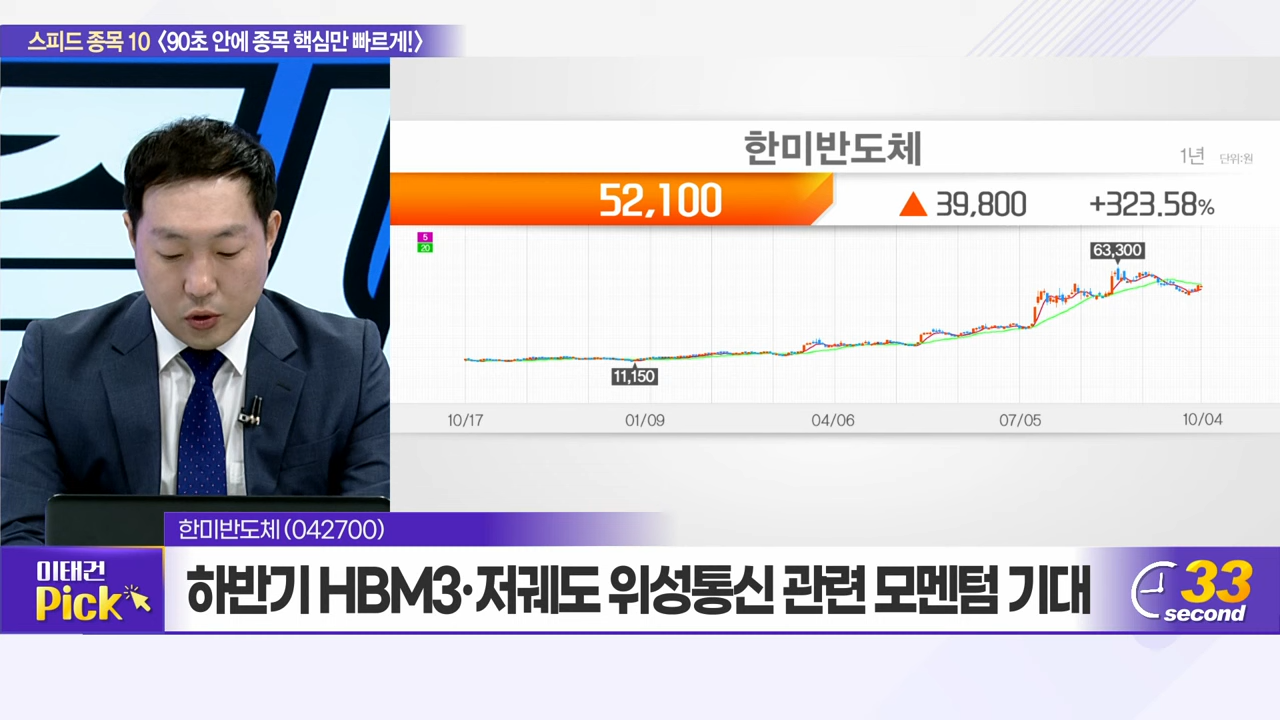 스피드 종목 10 〈90초 안에 종목 핵심만 빠르게!〉
한미반도체
1년 단위:원
52,100 ▲ 39,800 +323.58%
5
20
63,300
11,150
10/17 01/09 04/06 07/05 10/04
한미반도체(042700)
이태건
Pick
하반기 HBM3·저궤도 위성통신 관련 모멘텀 기대
33
second